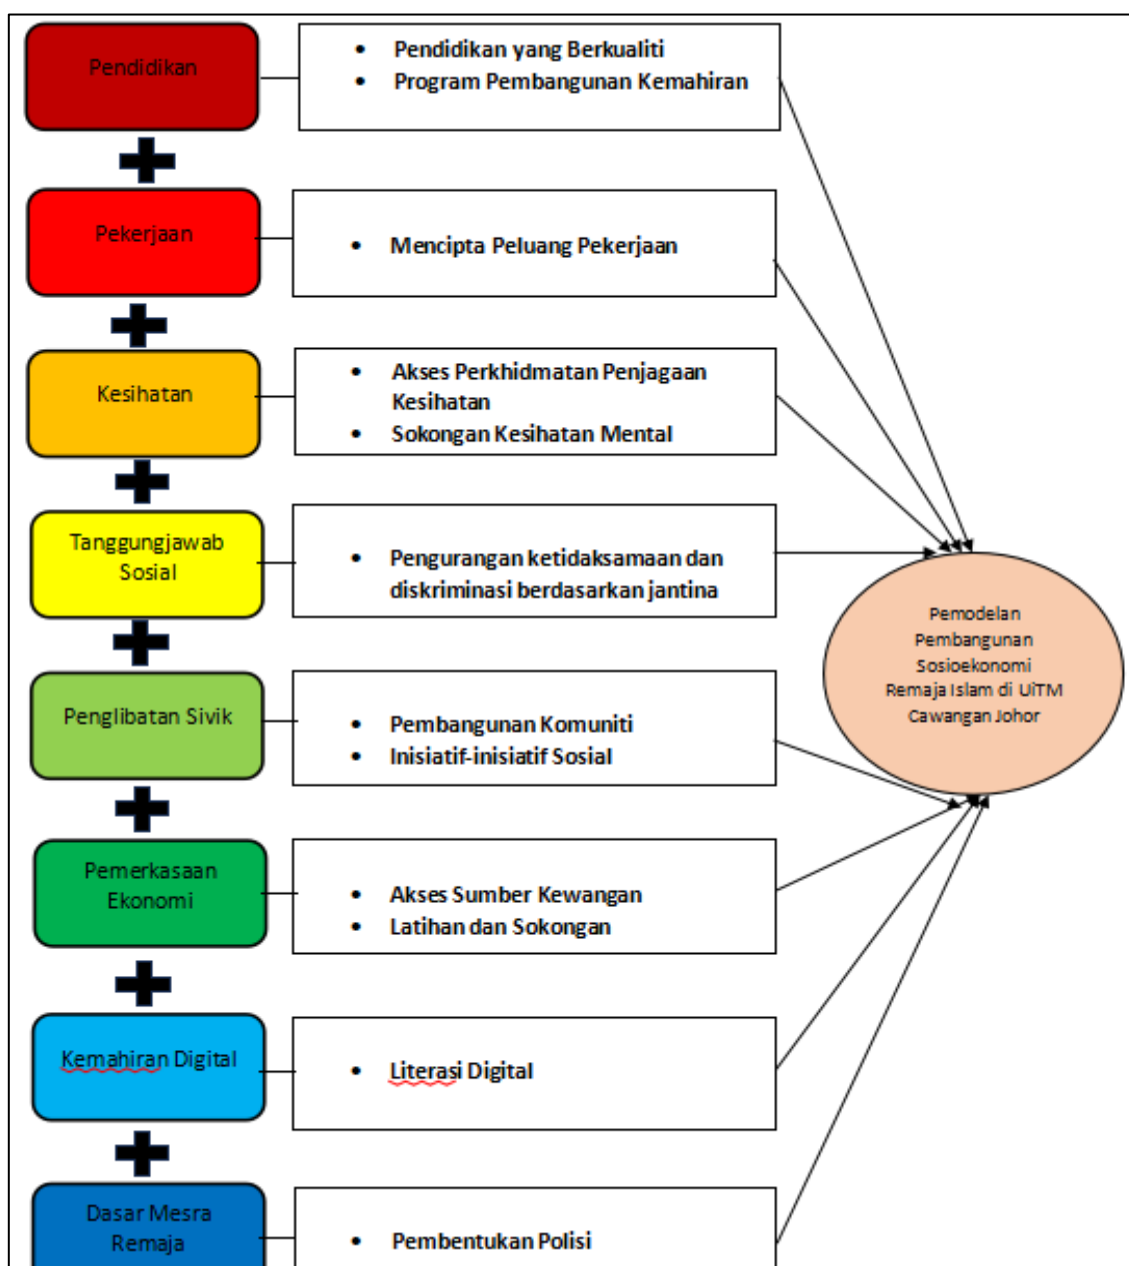 Pendidikan
• Pendidikan yang Berkualiti
• Program Pembangunan Kemahiran
Pekerjaan
• Mencipta Peluang Pekerjaan
Kesihatan
• Akses Perkhidmatan Penjagaan
Kesihatan
• Sokongan Kesihatan Mental
Tanggungjawab
Sosial
• Pengurangan ketidaksamaan dan
diskriminasi berdasarkan jantina
Penglibatan Sivik
• Pembangunan Komuniti
• Inisiatif-inisiatif Sosial
Pemerkasaan
Ekonomi
• Akses Sumber Kewangan
• Latihan dan Sokongan
Kemahiran Digital
• Literasi Digital
Dasar Mesra
Remaja
• Pembentukan Polisi
Pemodelan
Pembangunan
Sosioekonomi
Remaja Islam di UiTM
Cawangan Johor